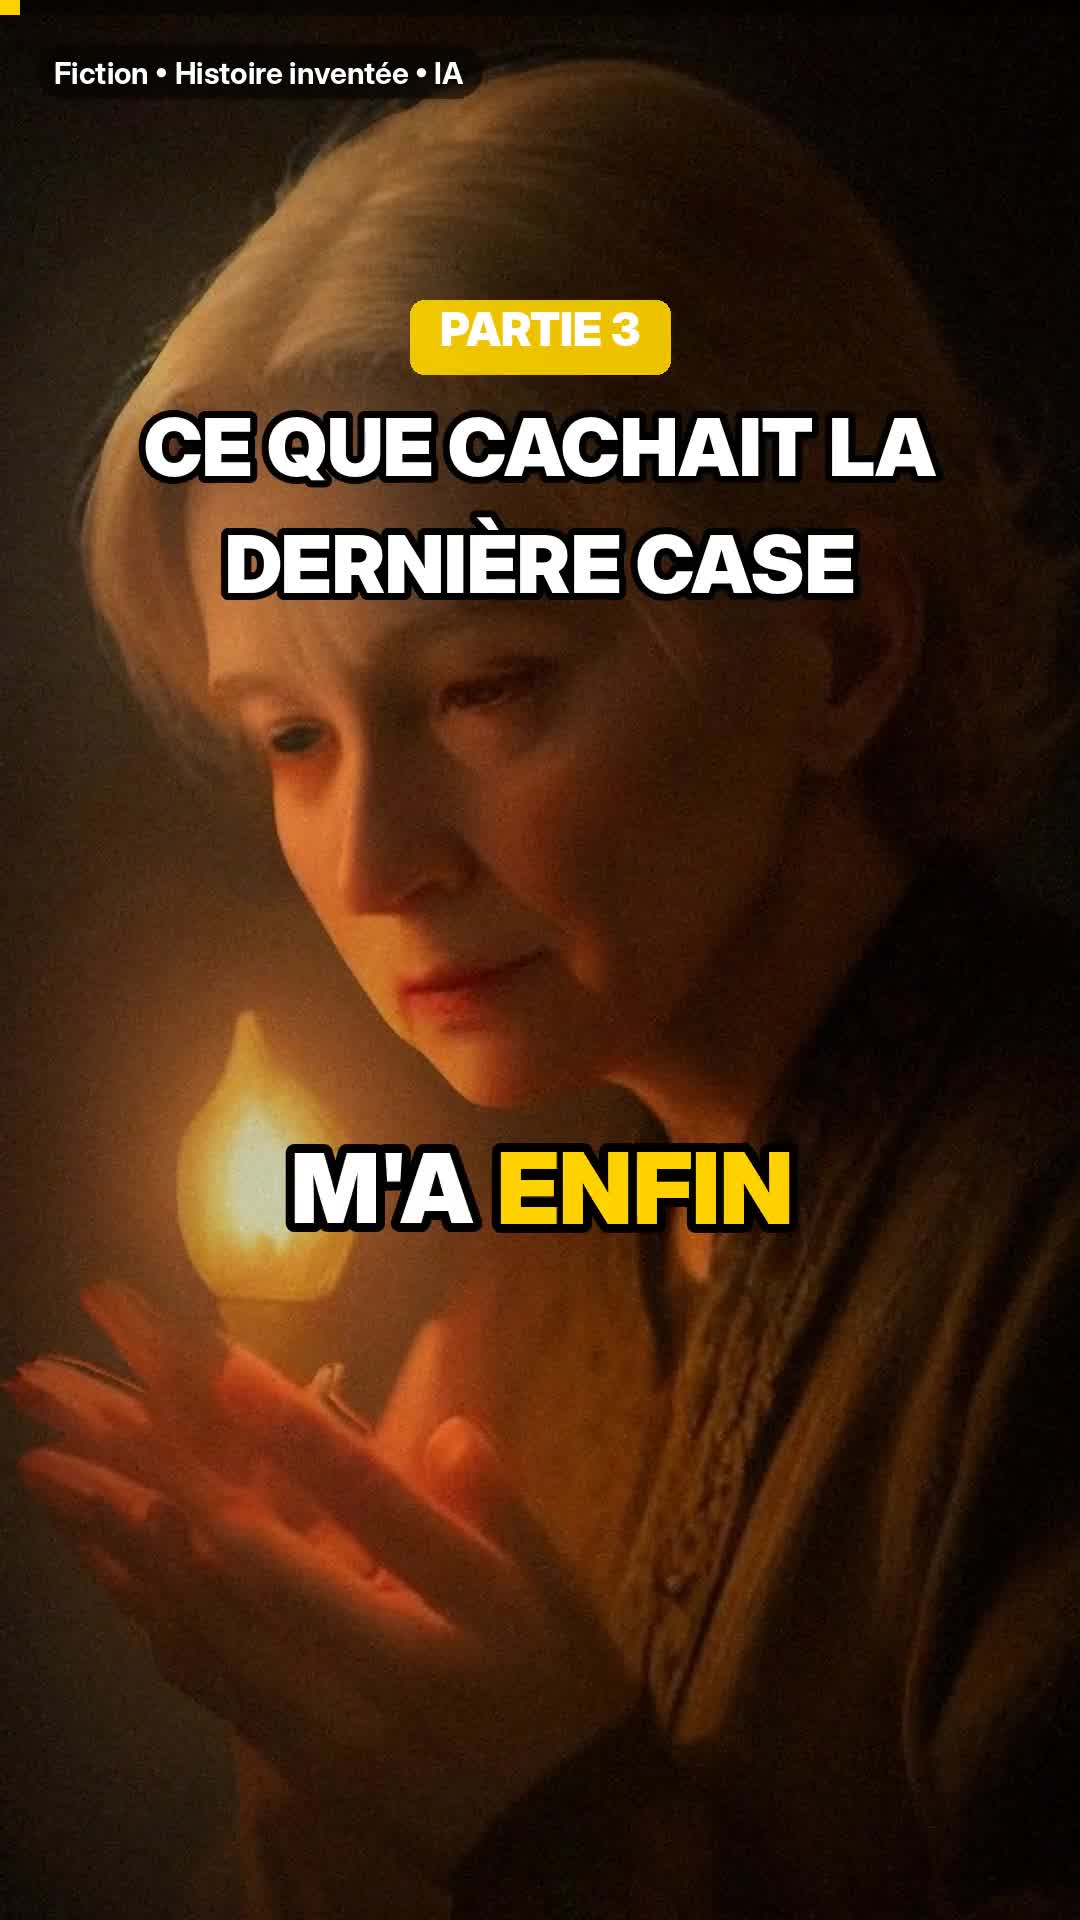 Fiction • Histoire inventée • IA
PARTIE 3
CE QUE CACHAIT LA
DERNIÈRE CASE
M'A ENFIN